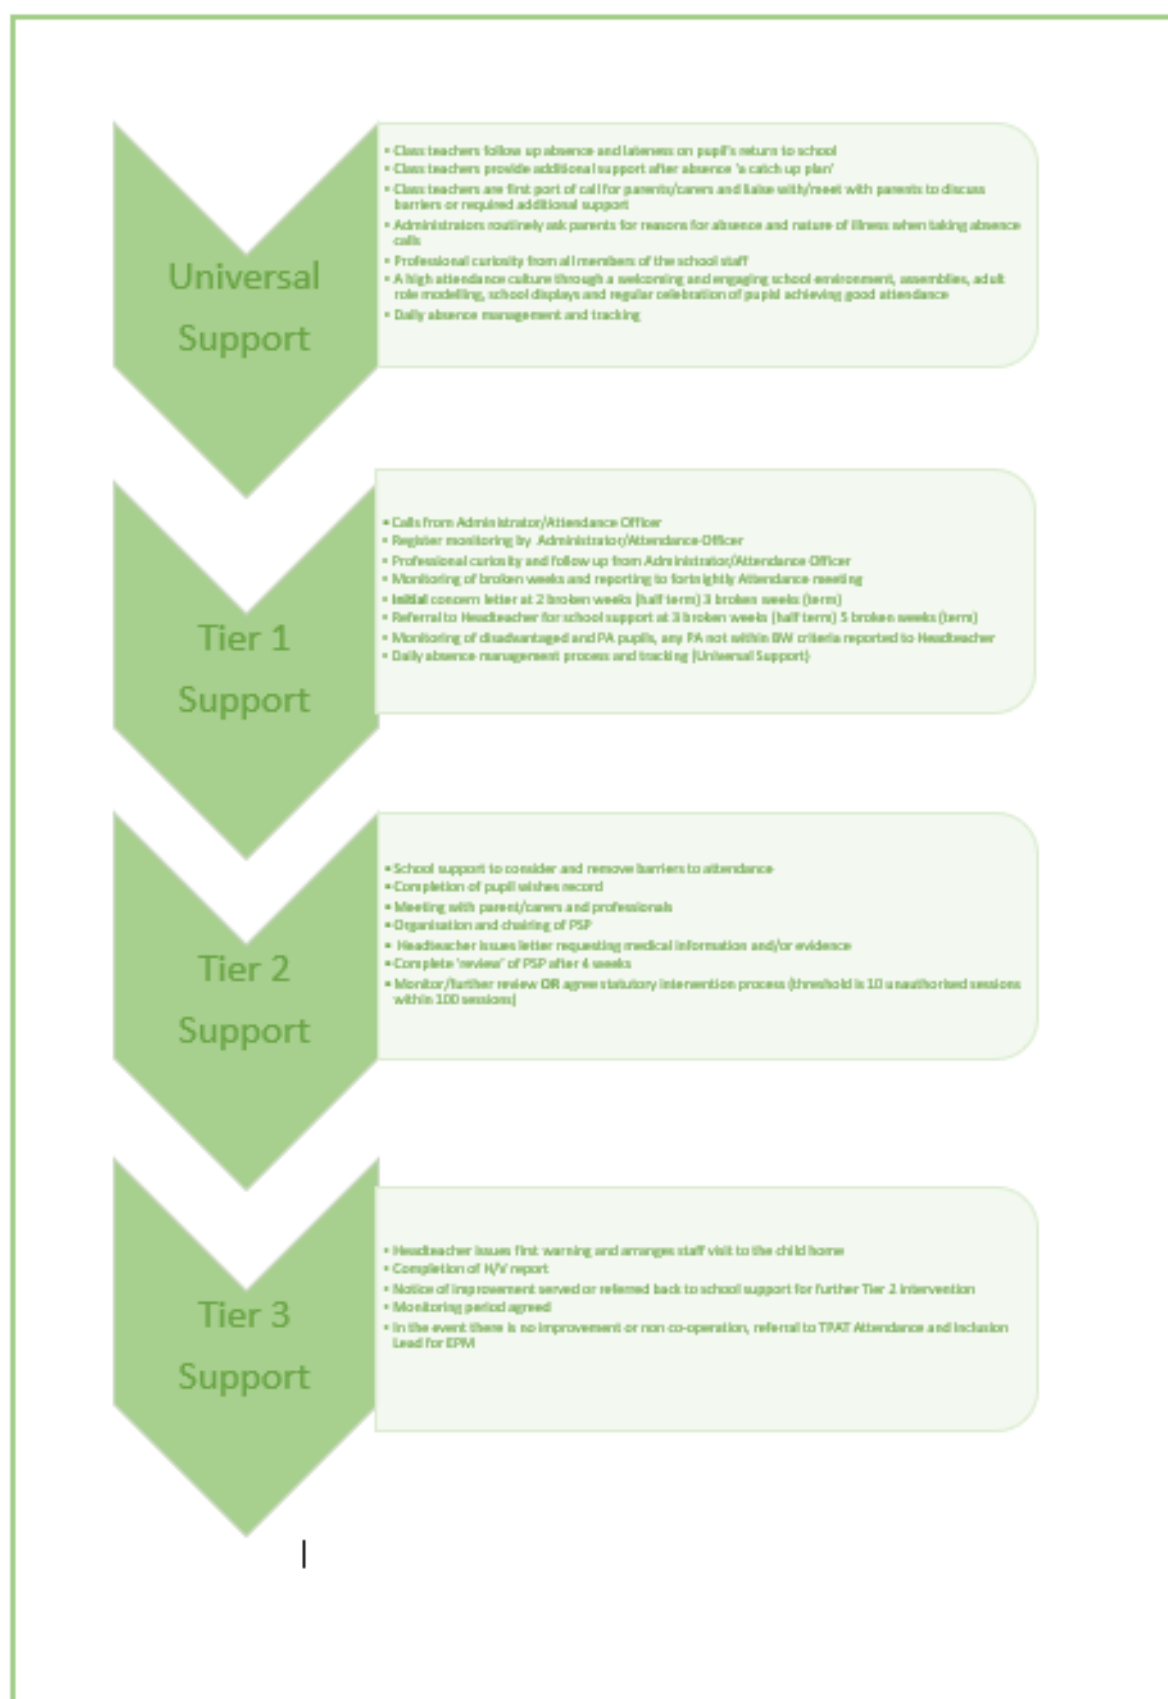 Universal
Support
• Class teachers follow up absence and lateness on pupil's return to school
• Class teachers provide additional support after absence 'a catch up plan'
• Class teachers are first port of call for parents/carers and liaise with/meet with parents to discuss
barriers or required additional support
• Administrators routinely ask parents for reasons for absence and nature of illness when taking absence
calls
• Professional curiosity from all members of the school staff
• A high attendance culture through a welcoming and engaging school environment, assemblies, adult
role modelling, school displays and regular celebration of pupisl achieving good attendance
• Daily absence management and tracking
Tier 1
Support
• Calls from Administrator/Attendance Officer
• Register monitoring by Administrator/Attendance Officer
• Professional curiosity and follow up from Administrator/Attendance Officer
• Monitoring of broken weeks and reporting to fortnightly Attendance meeting
• Initial concern letter at 2 broken weeks (half term) 3 broken weeks (term)
• Referral to Headteacher for school support at 3 broken weeks (half term) 5 broken weeks (term)
• Monitoring of disadvantaged and PA pupils, any PA not within BW criteria reported to Headteacher
• Daily absence management process and tracking (Universal Support)
Tier 2
Support
• School support to consider and remove barriers to attendance
• Completion of pupil wishes record
• Meeting with parent/carers and professionals
• Organisation and chairing of PSP
• Headteacher issues letter requesting medical information and/or evidence
• Complete 'review' of PSP after 4 weeks
• Monitor/further review OR agree statutory intervention process (threshold is 10 unauthorised sessions
within 100 sessions)
Tier 3
Support
• Headteacher issues first warning and arranges staff visit to the child home
• Completion of H/V report
• Notice of improvement served or referred back to school support for further Tier 2 intervention
• Monitoring period agreed
• In the event there is no improvement or non co-operation, referral to TPAT Attendance and Inclusion
Lead for EPM